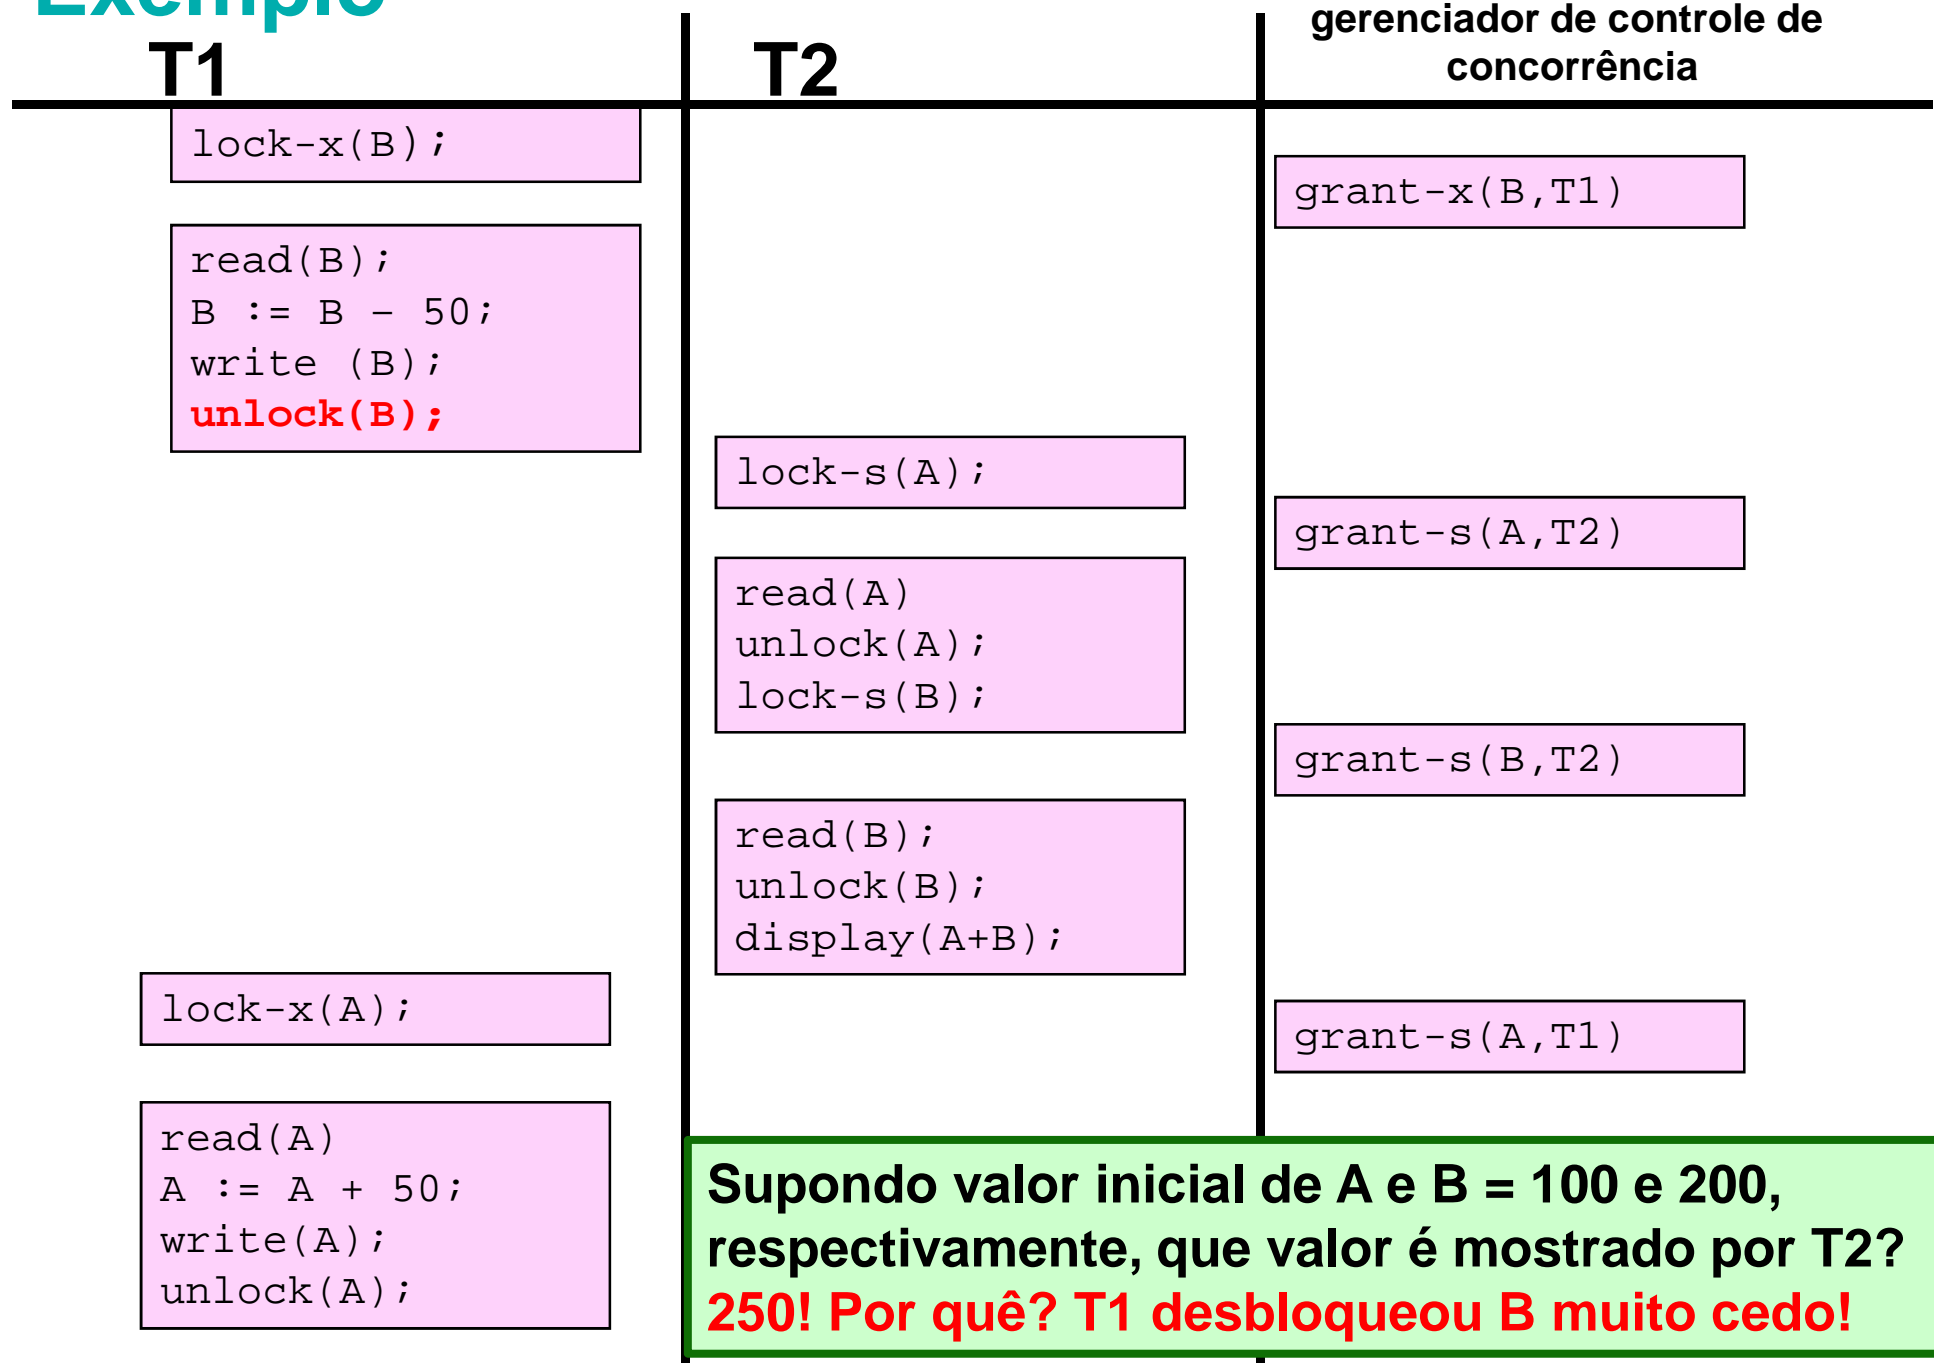 Exemplo
T1
T2
gerenciador de controle de
concorrência
lock-x(B);
grant-x(B,T1)
read(B);
B := B – 50;
write (B);
unlock(B);
lock-s(A);
grant-s(A,T2)
read(A)
unlock(A);
lock-s(B);
grant-s(B,T2)
read(B);
unlock(B);
display(A+B);
lock-x(A);
grant-s(A,T1)
read(A)
A := A + 50;
write(A);
unlock(A);
Supondo valor inicial de A e B = 100 e 200,
respectivamente, que valor é mostrado por T2?
250! Por quê? T1 desbloqueou B muito cedo!